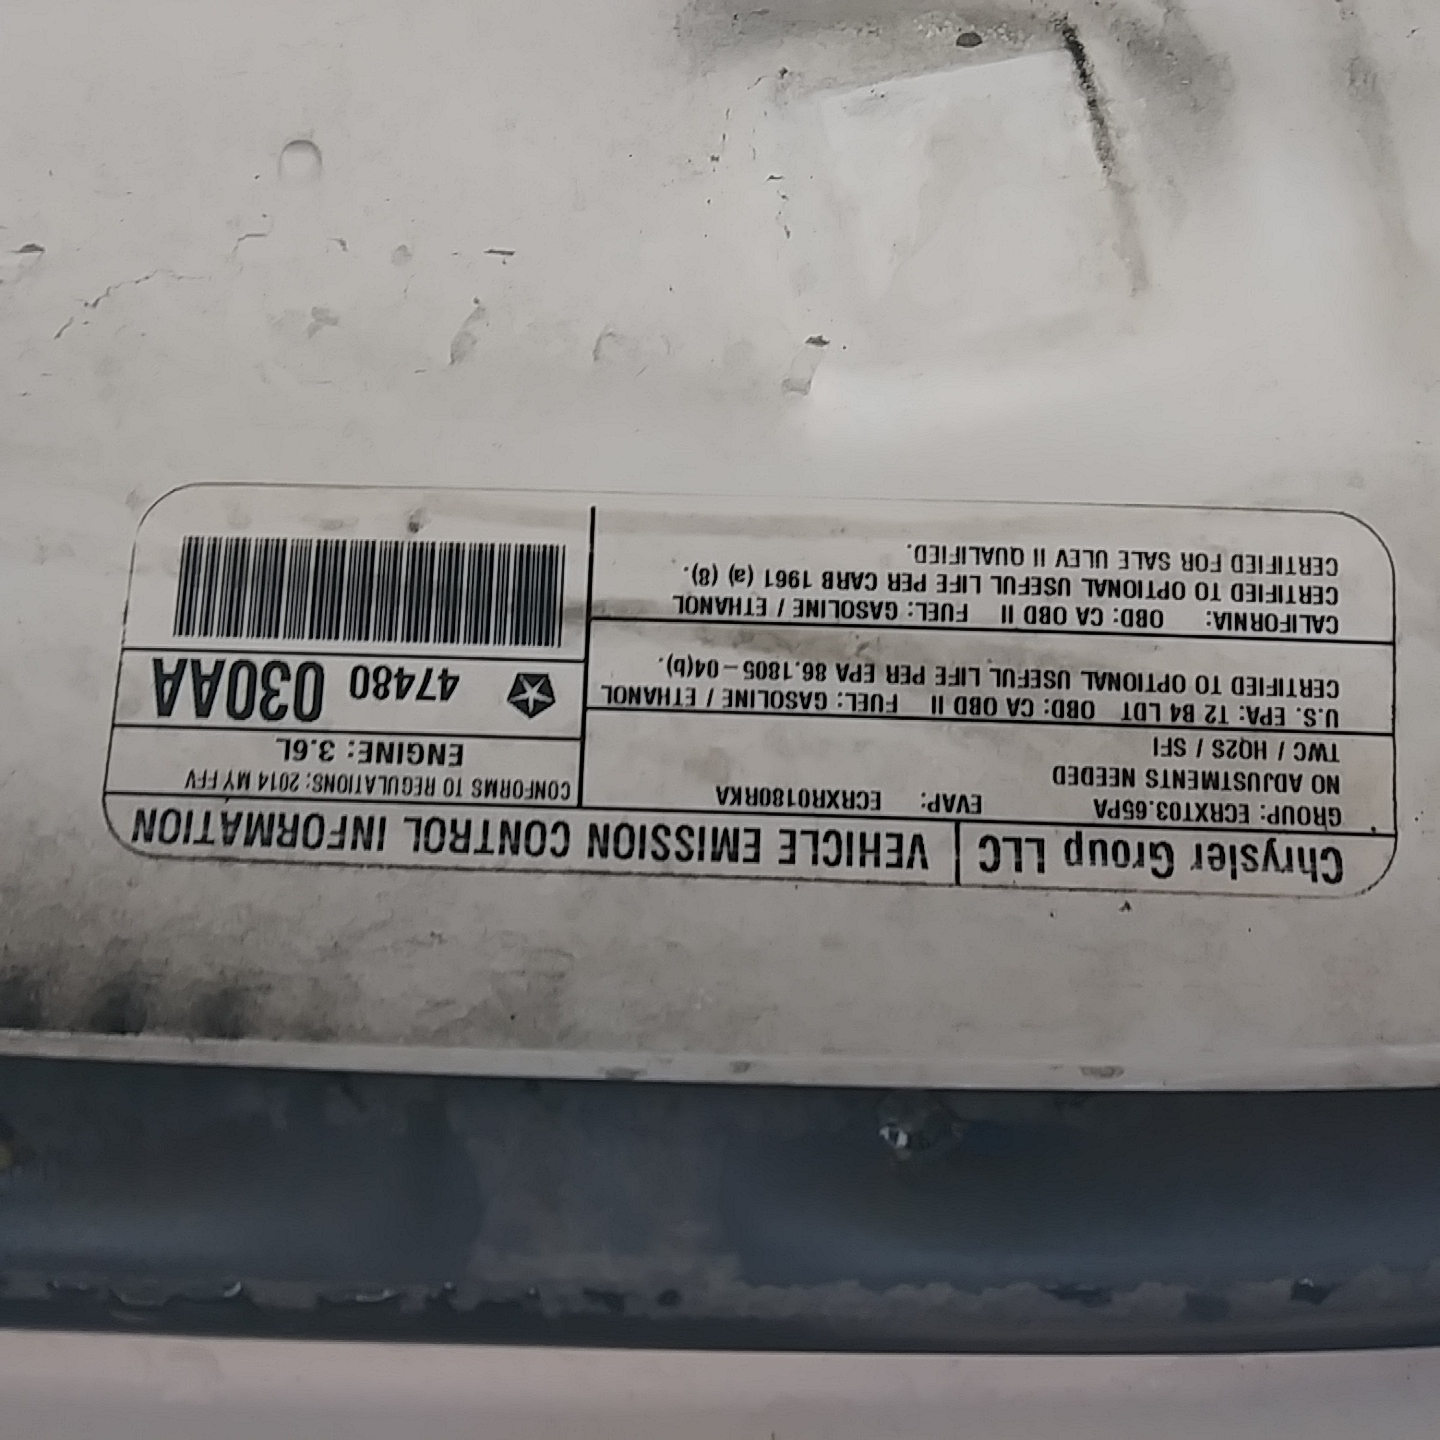 Chrysler Group LLC VEHICLE EMISSION CONTROL INFORMATION
GROUP: ECRXT03.65PA EVAP: ECRXR0180RKA
NO ADJUSTMENTS NEEDED
TWC / HO2S / SFI
U.S. EPA: T2 B4 LDT OBD: CA OBD II FUEL: GASOLINE / ETHANOL
CERTIFIED TO OPTIONAL USEFUL LIFE PER EPA 86.1805-04(b).
CALIFORNIA: OBD: CA OBD II FUEL: GASOLINE / ETHANOL
CERTIFIED TO OPTIONAL USEFUL LIFE PER CARB 1961 (a) (8).
CERTIFIED FOR SALE ULEV II QUALIFIED.
CONFORMS TO REGULATIONS: 2014 MY FFV
ENGINE: 3.6L
47480 030AA